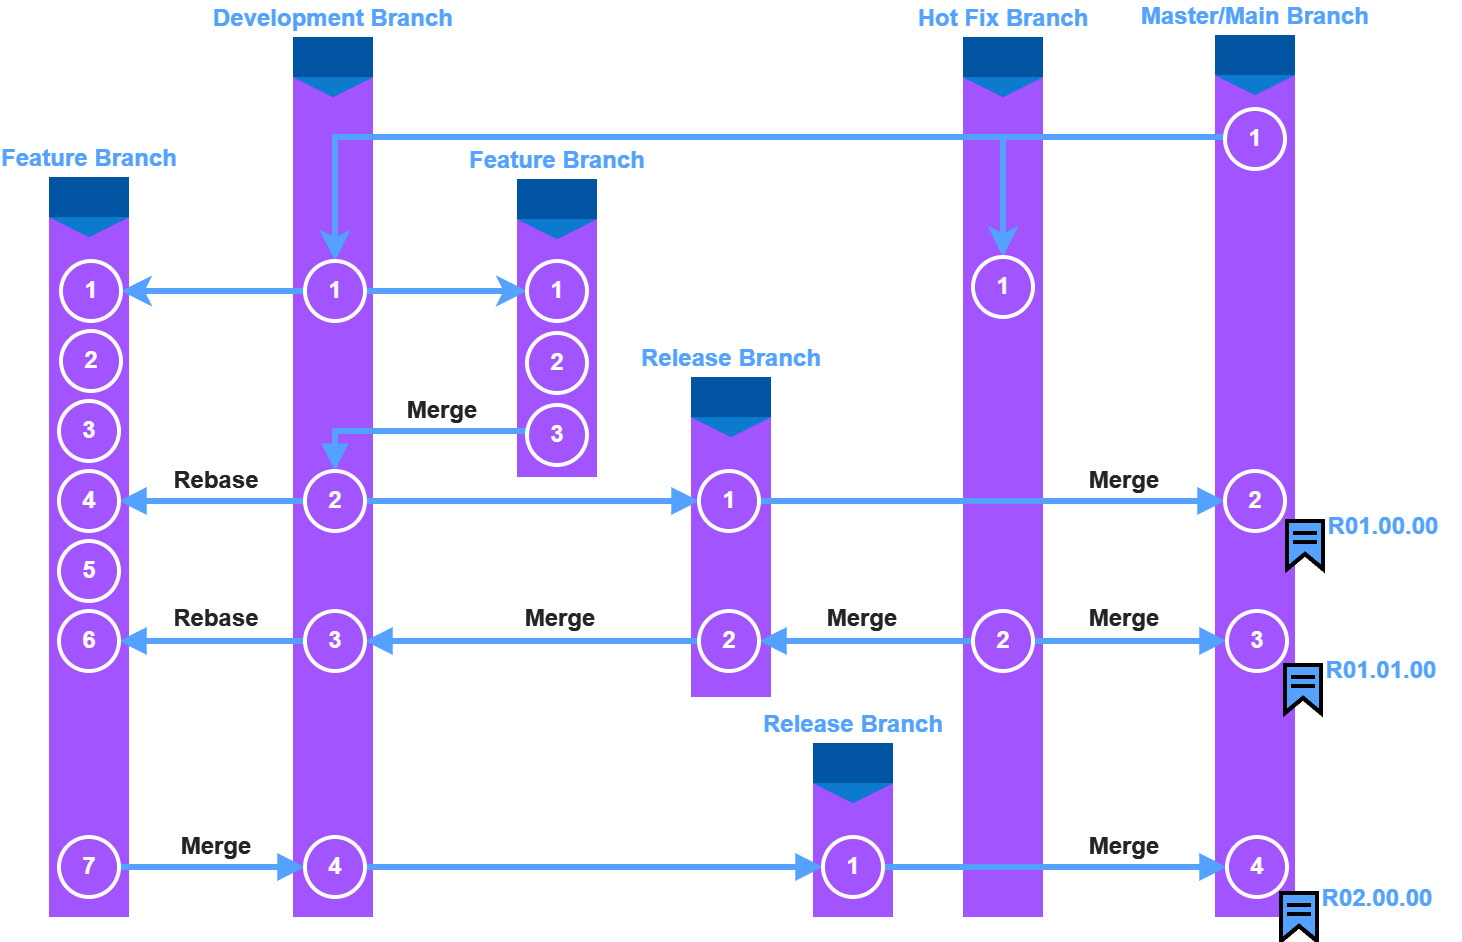 Development Branch
Hot Fix Branch
Master/Main Branch
1
Feature Branch
Feature Branch
1
1
1
1
2
2
Release Branch
3
Merge
3
Rebase
4
2
1
Merge
2
R01.00.00
5
Rebase
Merge
Merge
Merge
6
3
2
2
3
R01.01.00
Release Branch
Merge
Merge
7
4
1
4
R02.00.00